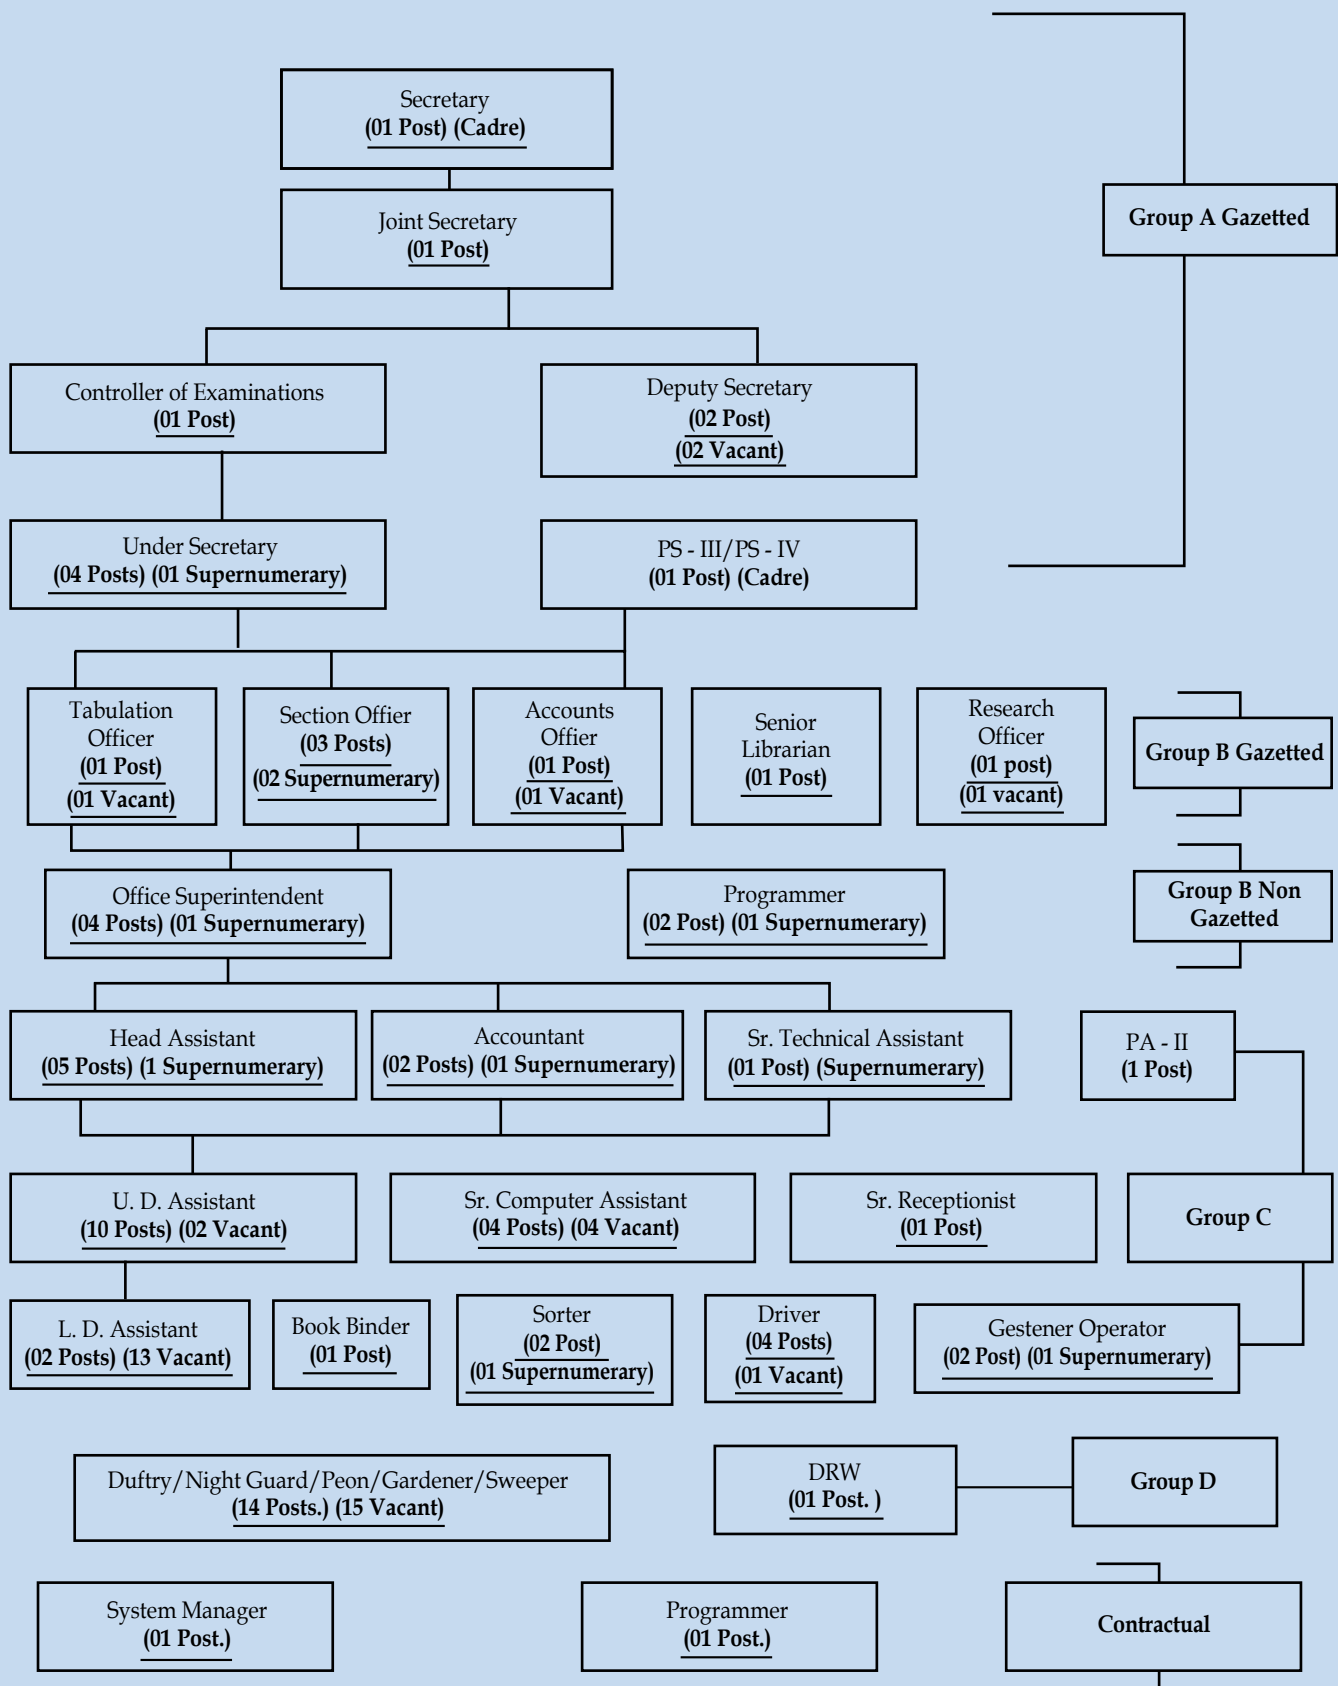 Secretary
(01 Post) (Cadre)
Joint Secretary
(01 Post)
Group A Gazetted
Controller of Examinations
(01 Post)
Deputy Secretary
(02 Post)
(02 Vacant)
Under Secretary
(04 Posts) (01 Supernumerary)
PS - III/PS - IV
(01 Post) (Cadre)
Tabulation
Officer
(01 Post)
(01 Vacant)
Section Offier
(03 Posts)
(02 Supernumerary)
Accounts
Offier
(01 Post)
(01 Vacant)
Senior
Librarian
(01 Post)
Research
Officer
(01 post)
(01 vacant)
Group B Gazetted
Office Superintendent
(04 Posts) (01 Supernumerary)
Programmer
(02 Post) (01 Supernumerary)
Group B Non
Gazetted
Head Assistant
(05 Posts) (1 Supernumerary)
Accountant
(02 Posts) (01 Supernumerary)
Sr. Technical Assistant
(01 Post) (Supernumerary)
PA - II
(1 Post)
U. D. Assistant
(10 Posts) (02 Vacant)
Sr. Computer Assistant
(04 Posts) (04 Vacant)
Sr. Receptionist
(01 Post)
Group C
L. D. Assistant
(02 Posts) (13 Vacant)
Book Binder
(01 Post)
Sorter
(02 Post)
(01 Supernumerary)
Driver
(04 Posts)
(01 Vacant)
Gestener Operator
(02 Post) (01 Supernumerary)
Duftry/Night Guard/Peon/Gardener/Sweeper
(14 Posts.) (15 Vacant)
DRW
(01 Post. )
Group D
System Manager
(01 Post.)
Programmer
(01 Post.)
Contractual